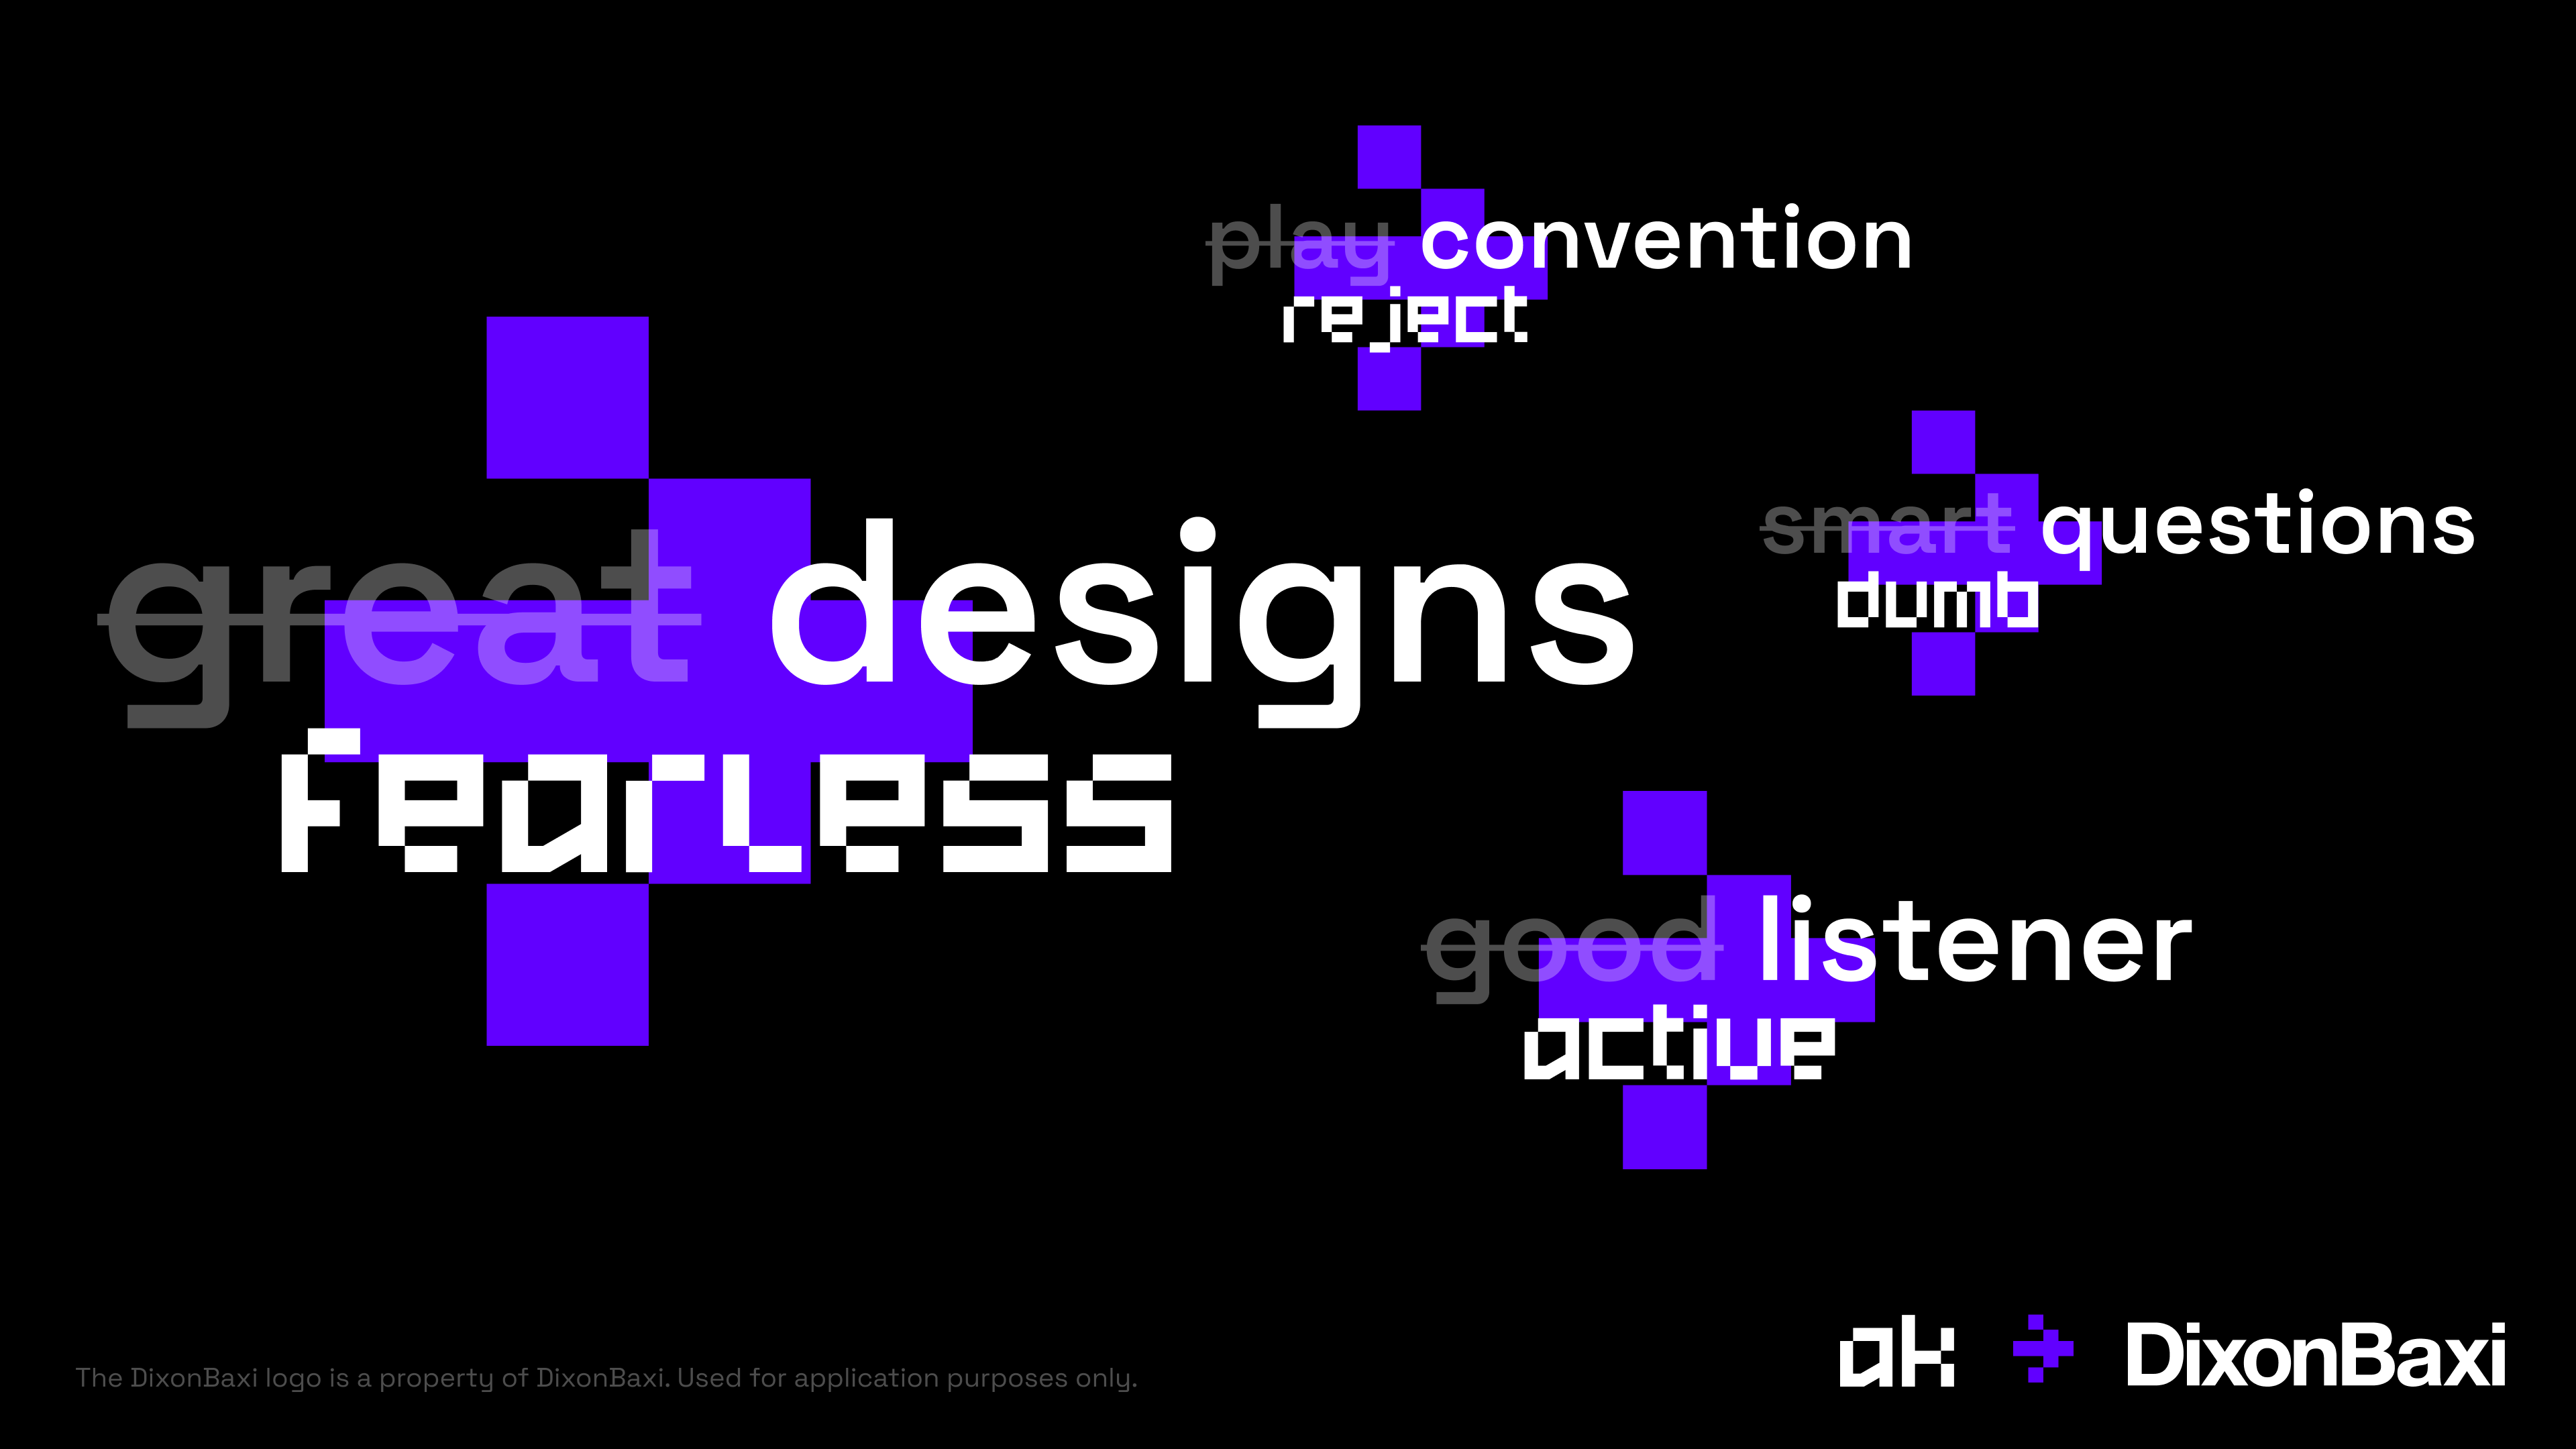 play convention
reject
smart questions
dumb
great designs
fearless
good listener
active
The DixonBaxi logo is a property of DixonBaxi. Used for application purposes only.
ak DixonBaxi